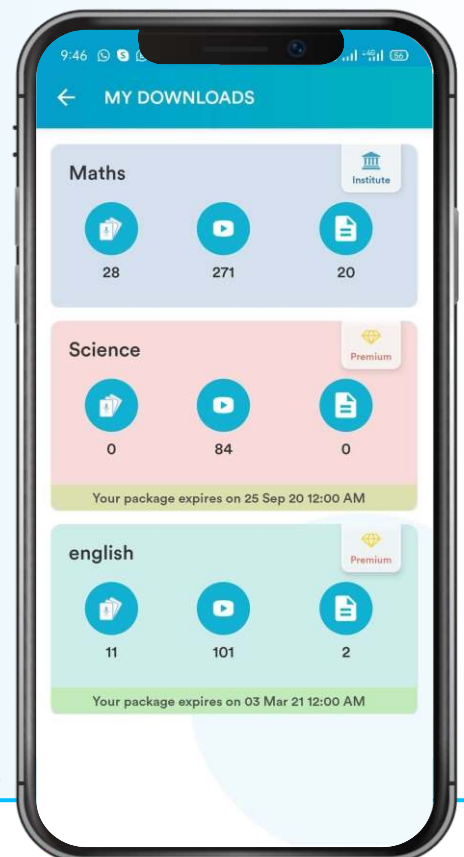 9:46
56
MY DOWNLOADS
Maths
Institute
28 271 20
Science
Premium
0 84 0
Your package expires on 25 Sep 20 12:00 AM
english
Premium
11 101 2
Your package expires on 03 Mar 21 12:00 AM